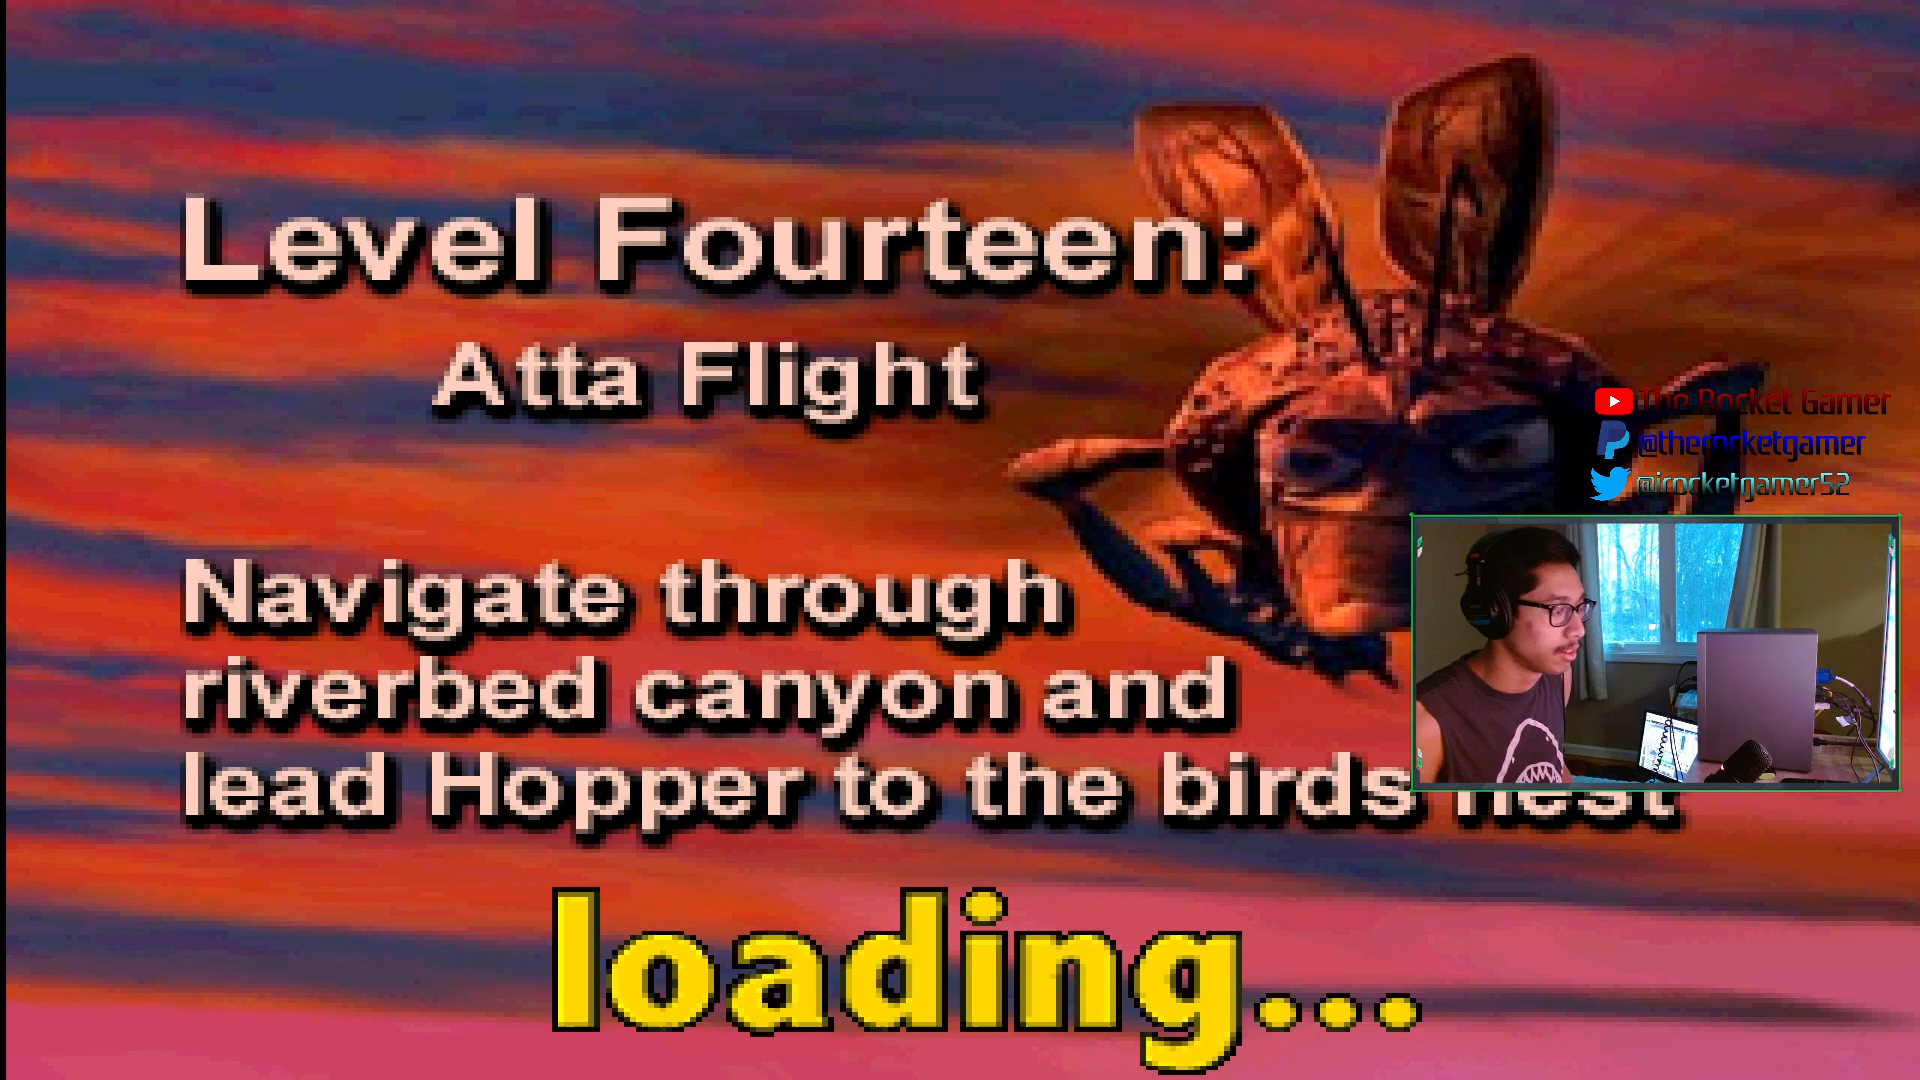 Level Fourteen:
Atta Flight
The Rocket Gamer
@therocketgamer
@irocketgamer52
Navigate through
riverbed canyon and
lead Hopper to the birds nest
loading...